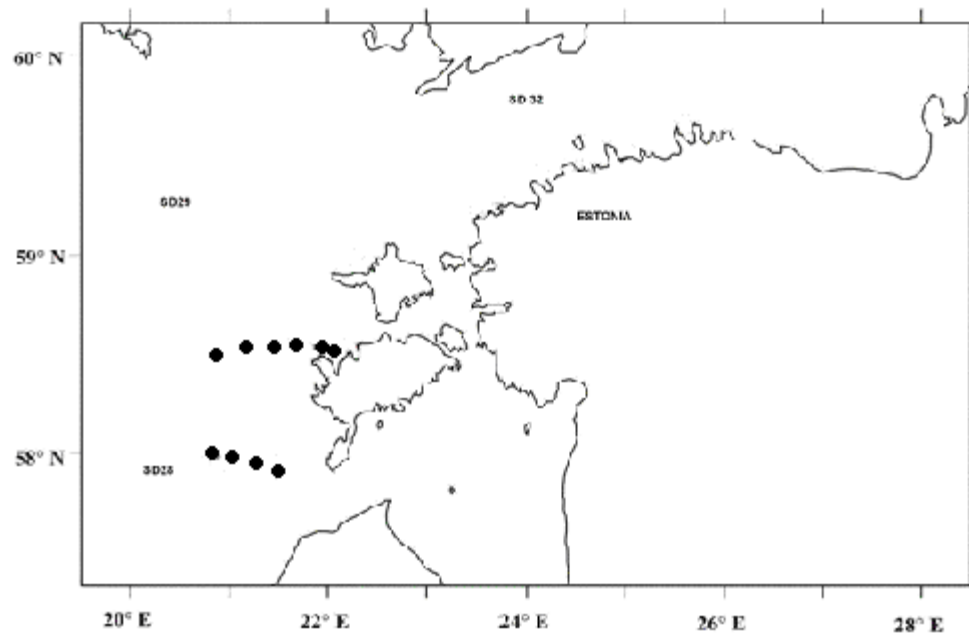 60° N
SD 32
SD29
ESTONIA
59° N
58° N
SD28
20° E
22° E
24° E
26° E
28° E